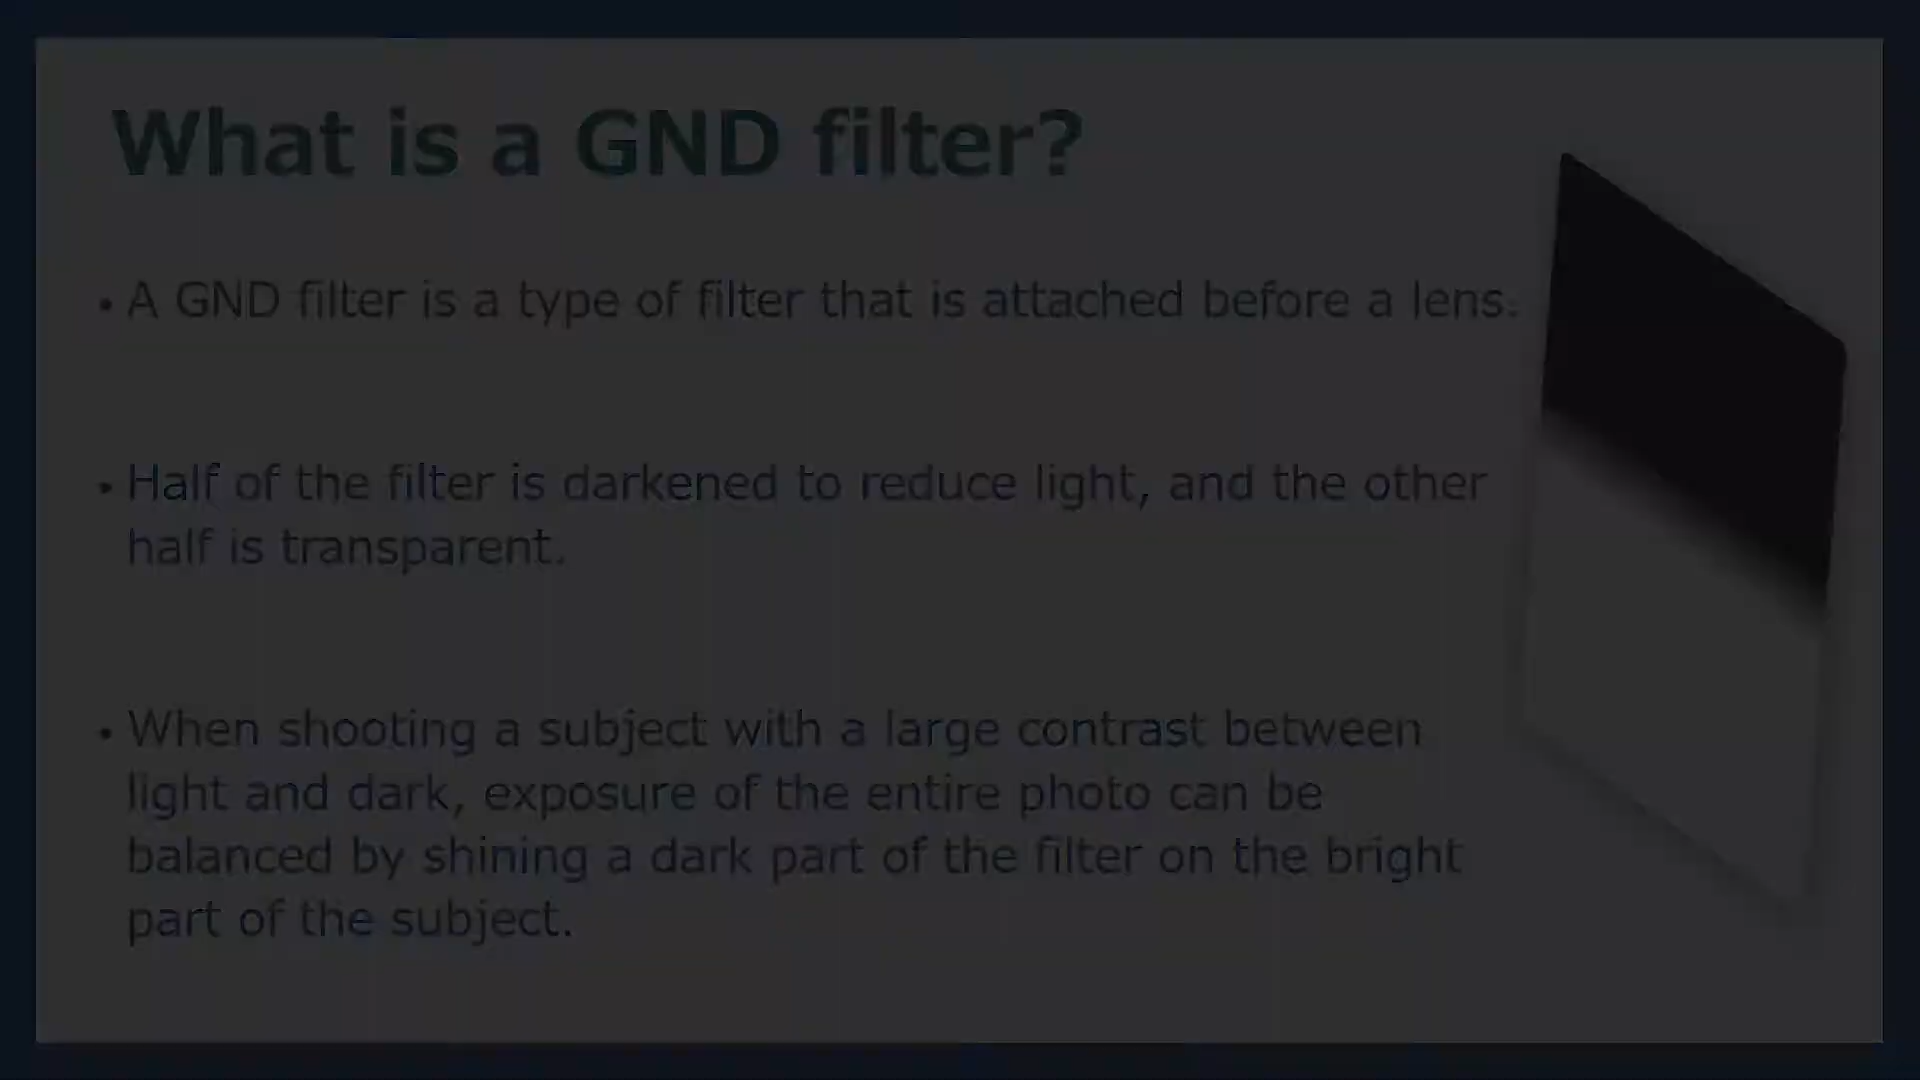 What is a GND filter?
• A GND filter is a type of filter that is attached before a lens.
• Half of the filter is darkened to reduce light, and the other
half is transparent.
• When shooting a subject with a large contrast between
light and dark, exposure of the entire photo can be
balanced by shining a dark part of the filter on the bright
part of the subject.